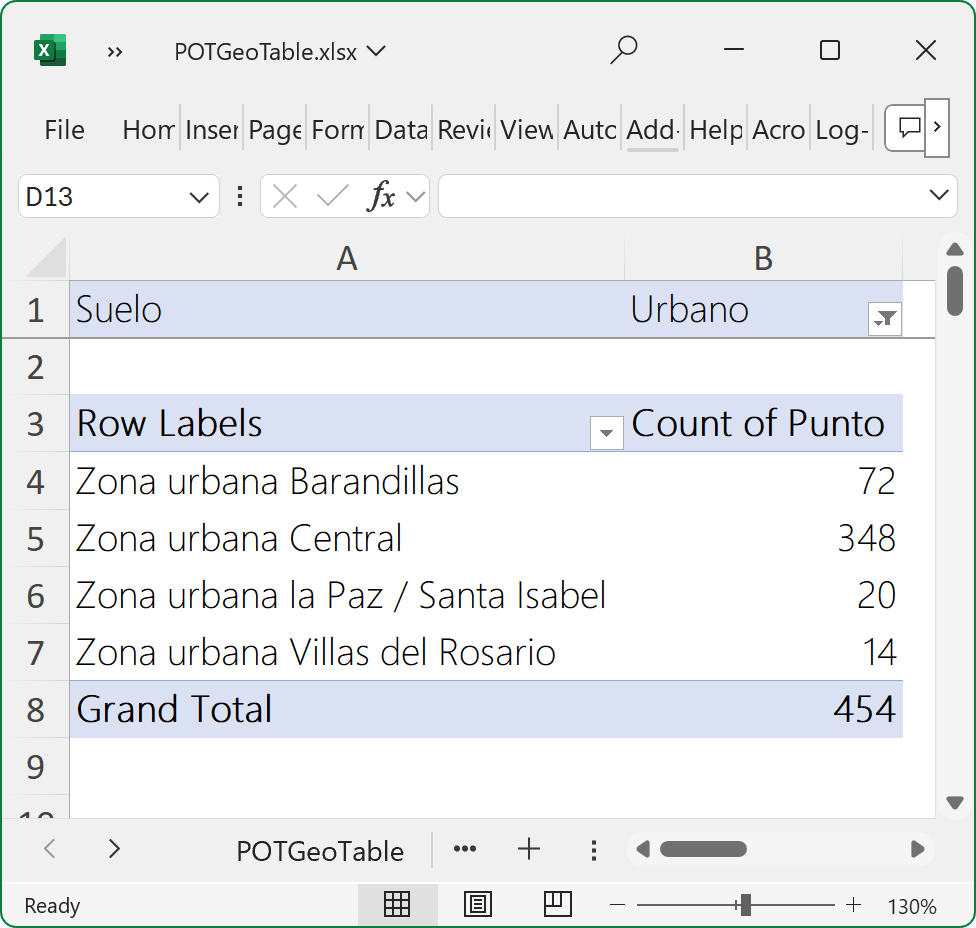 POTGeoTable.xlsx
File Hom Inser Page Form Data Revie View Auto Add- Help Acro Log-
D13 fx
A B
1 Suelo Urbano
2
3 Row Labels Count of Punto
4 Zona urbana Barandillas 72
5 Zona urbana Central 348
6 Zona urbana la Paz / Santa Isabel 20
7 Zona urbana Villas del Rosario 14
8 Grand Total 454
9
10
POTGeoTable
Ready 130%